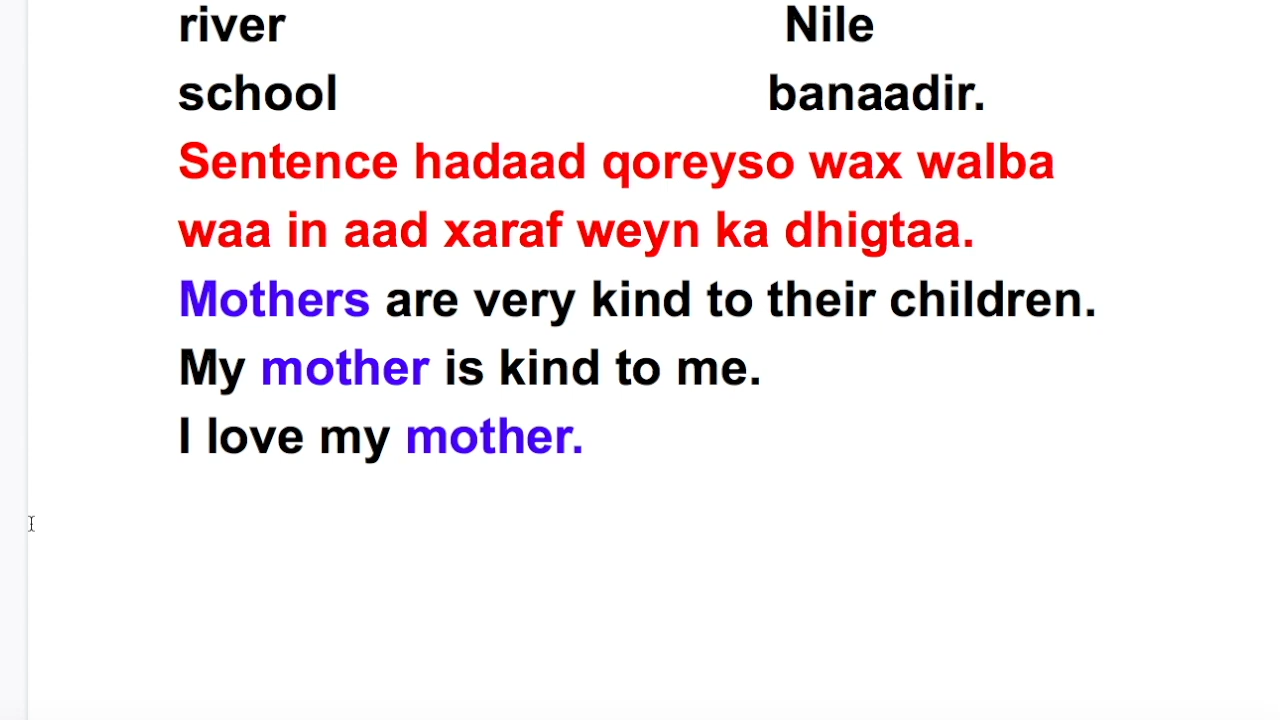 river Nile
school banaadir.
Sentence hadaad qoreyso wax walba
waa in aad xaraf weyn ka dhigtaa.
Mothers are very kind to their children.
My mother is kind to me.
I love my mother.